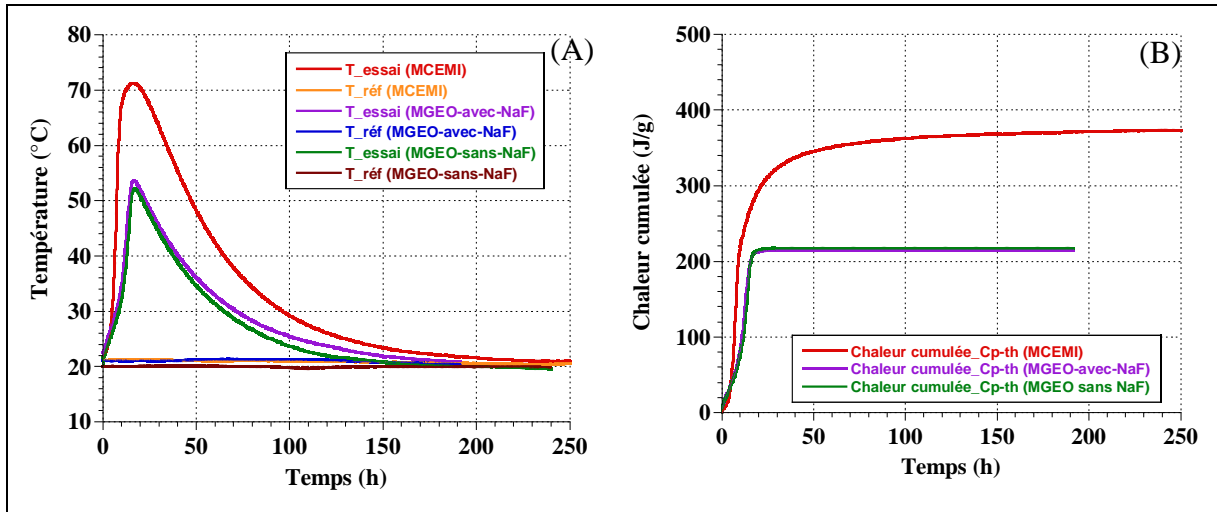 (A)
Température (°C)
80
70
60
50
40
30
20
10
T_essai (MCEMI)
T_réf (MCEMI)
T_essai (MGEO-avec-NaF)
T_réf (MGEO-avec-NaF)
T_essai (MGEO-sans-NaF)
T_réf (MGEO-sans-NaF)
0 50 100 150 200 250
Temps (h)
(B)
Chaleur cumulée (J/g)
500
400
300
200
100
0
Chaleur cumulée_Cp-th (MCEMI)
Chaleur cumulée_Cp-th (MGEO-avec-NaF)
Chaleur cumulée_Cp-th (MGEO sans NaF)
0 50 100 150 200 250
Temps (h)